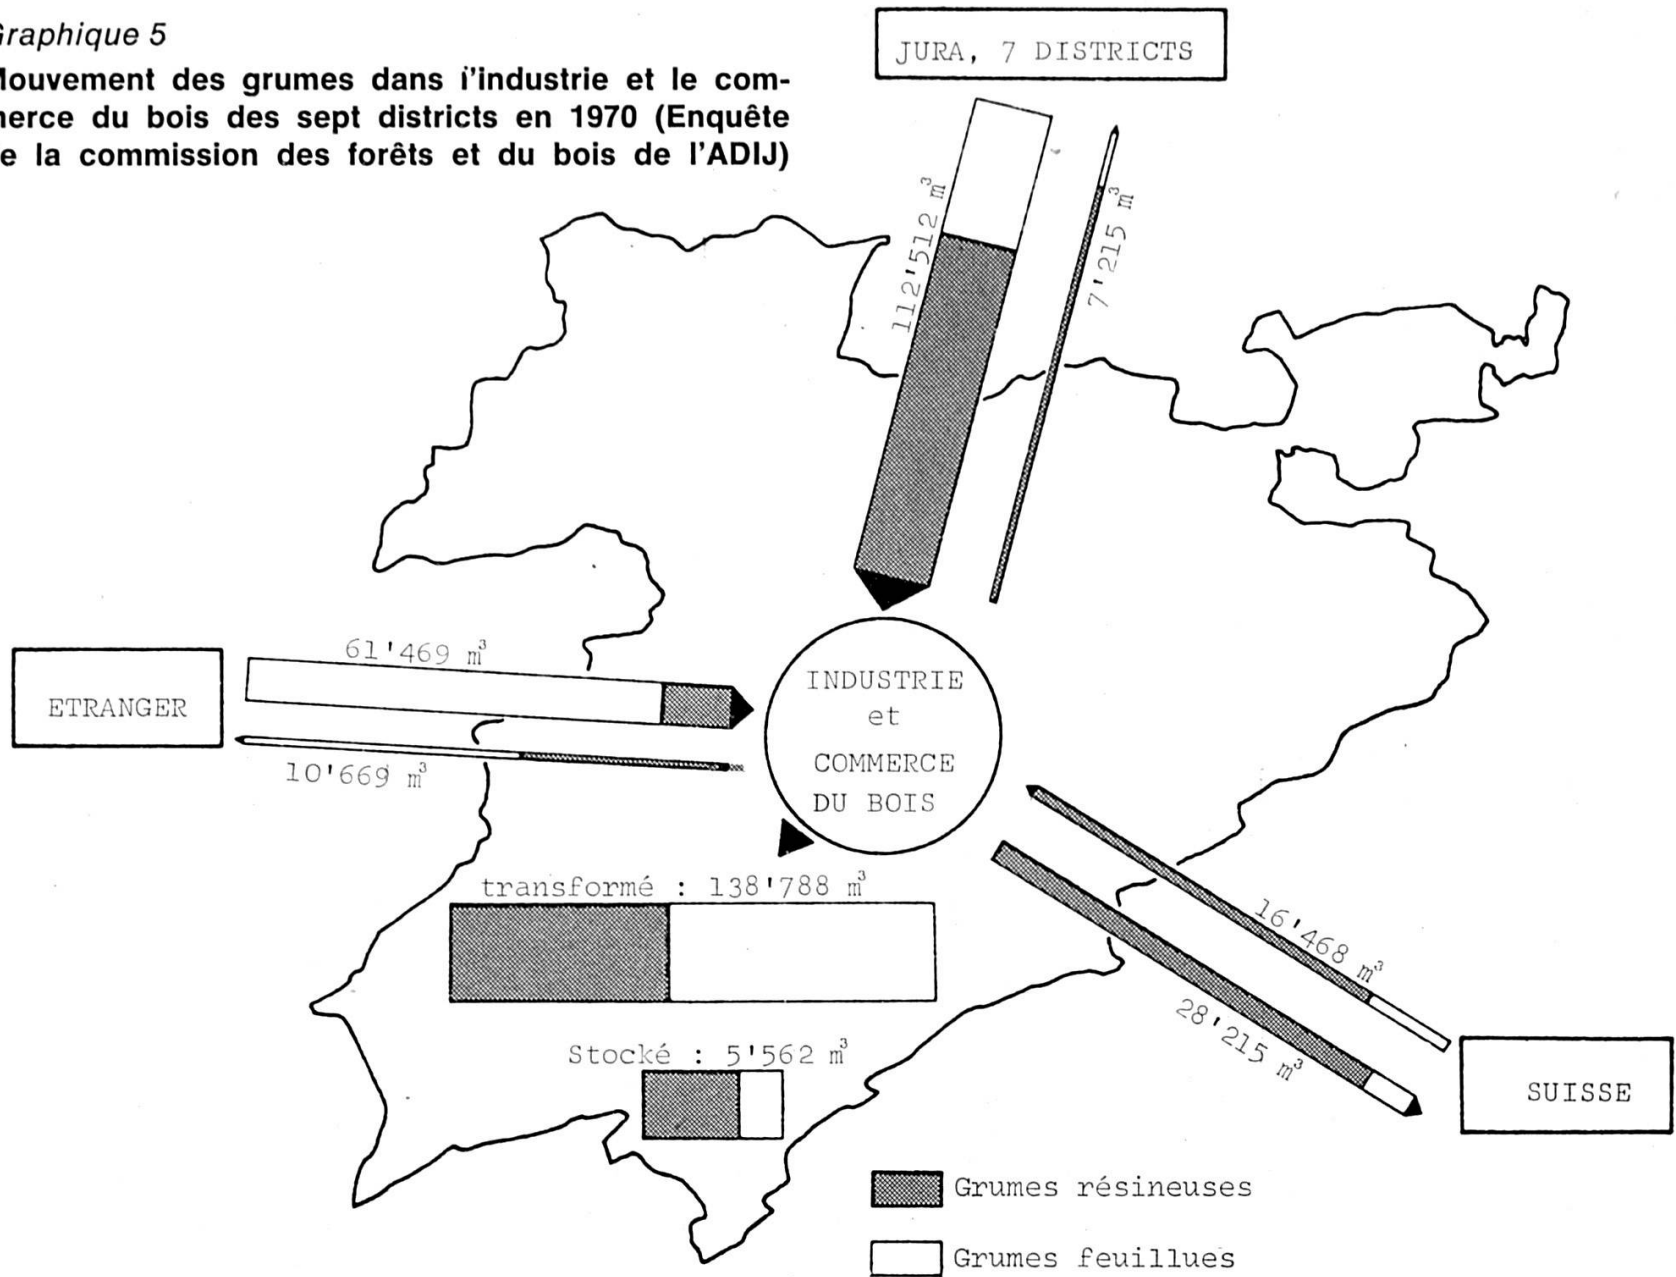 Graphique 5
Mouvement des grumes dans l'industrie et le com-
merce du bois des sept districts en 1970 (Enquête
de la commission des forêts et du bois de l'ADIJ)
JURA, 7 DISTRICTS
112'512 m³
7'215 m³
61'469 m³
ETRANGER
10'669 m³
INDUSTRIE
et
COMMERCE
DU BOIS
transformé : 138'788 m³
16'468 m³
28'215 m³
Stocké : 5'562 m³
SUISSE
Grumes résineuses
Grumes feuillues